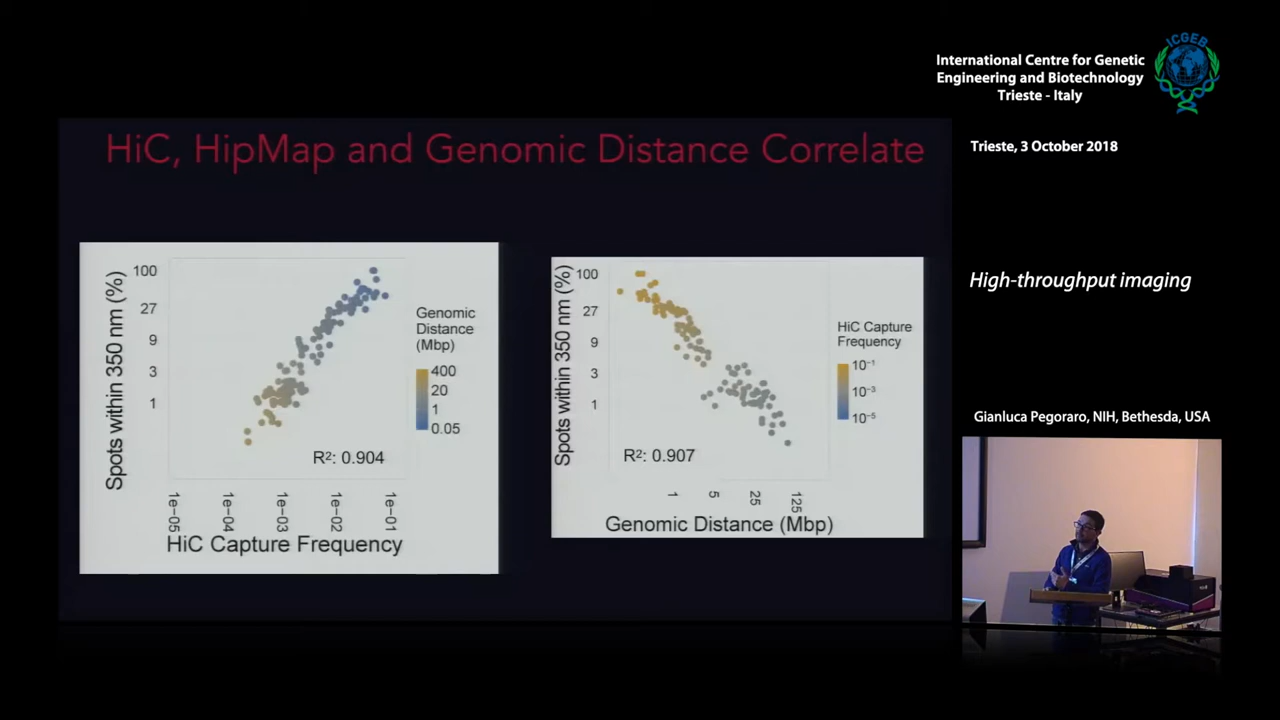 ICGEB
International Centre for Genetic
Engineering and Biotechnology
Trieste - Italy
Trieste, 3 October 2018
High-throughput imaging
Gianluca Pegoraro, NIH, Bethesda, USA
HiC, HipMap and Genomic Distance Correlate
Spots within 350 nm (%)
100
27
9
3
1
R²: 0.904
1e-05
1e-04
1e-03
1e-02
1e-01
HiC Capture Frequency
Genomic
Distance
(Mbp)
400
20
1
0.05
Spots within 350 nm (%)
100
27
9
3
1
R²: 0.907
1
5
25
125
Genomic Distance (Mbp)
HiC Capture
Frequency
10⁻¹
10⁻³
10⁻⁵